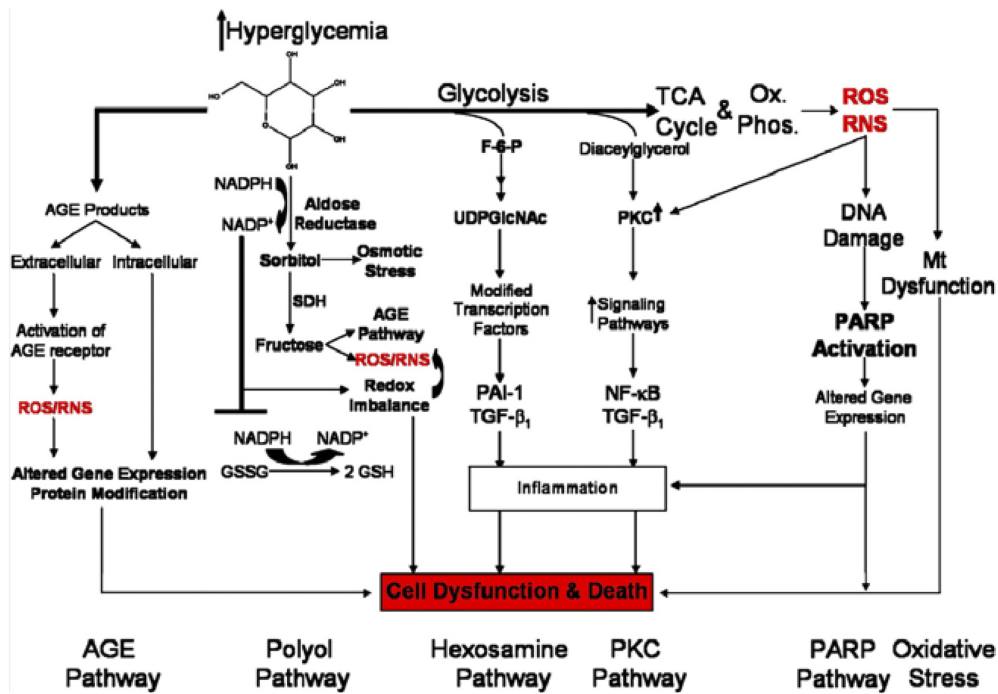 Hyperglycemia
OH
HO
OH
O
OH
OH
Glycolysis
TCA
Cycle
&
Ox.
Phos.
ROS
RNS
F-6-P
Diaceylglycerol
NADPH
NADP+
Aldose
Reductase
AGE Products
UDPGlcNAc
PKC
DNA
Damage
Extracellular
Intracellular
Sorbitol
Osmotic
Stress
Mt
Dysfunction
SDH
Modified
Transcription
Factors
Signaling
Pathways
Activation of
AGE receptor
Fructose
AGE
Pathway
ROS/RNS
PARP
Activation
ROS/RNS
Redox
Imbalance
PAI-1
TGF-β1
NF-κB
TGF-β1
Altered Gene
Expression
NADPH
NADP+
GSSG
2 GSH
Altered Gene Expression
Protein Modification
Inflammation
Cell Dysfunction & Death
AGE
Pathway
Polyol
Pathway
Hexosamine
Pathway
PKC
Pathway
PARP
Pathway
Oxidative
Stress